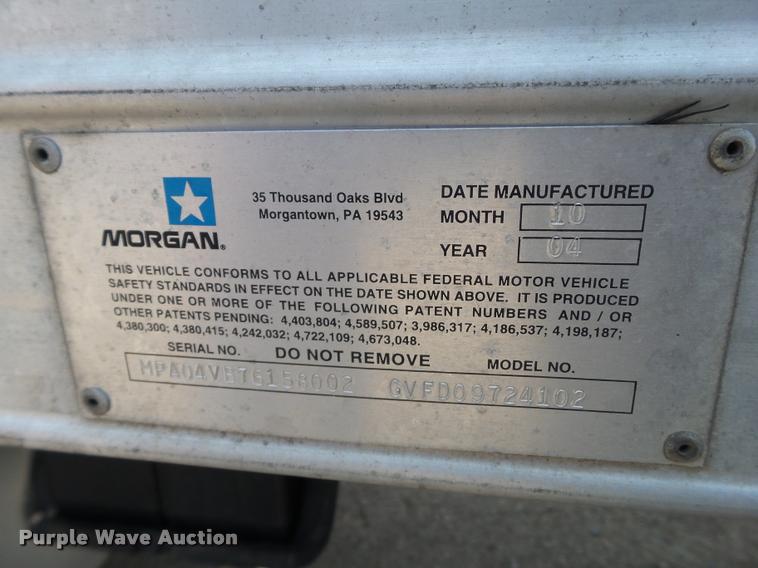 35 Thousand Oaks Blvd
Morgantown, PA 19543
MORGAN®
DATE MANUFACTURED
MONTH 10
YEAR 04
THIS VEHICLE CONFORMS TO ALL APPLICABLE FEDERAL MOTOR VEHICLE
SAFETY STANDARDS IN EFFECT ON THE DATE SHOWN ABOVE. IT IS PRODUCED
UNDER ONE OR MORE OF THE FOLLOWING PATENT NUMBERS AND / OR
OTHER PATENTS PENDING: 4,403,804; 4,589,507; 3,986,317; 4,186,537; 4,198,187;
4,380,300; 4,380,415; 4,242,032; 4,722,109; 4,673,048.
SERIAL NO. DO NOT REMOVE MODEL NO.
GVFD09724102
Purple Wave Auction